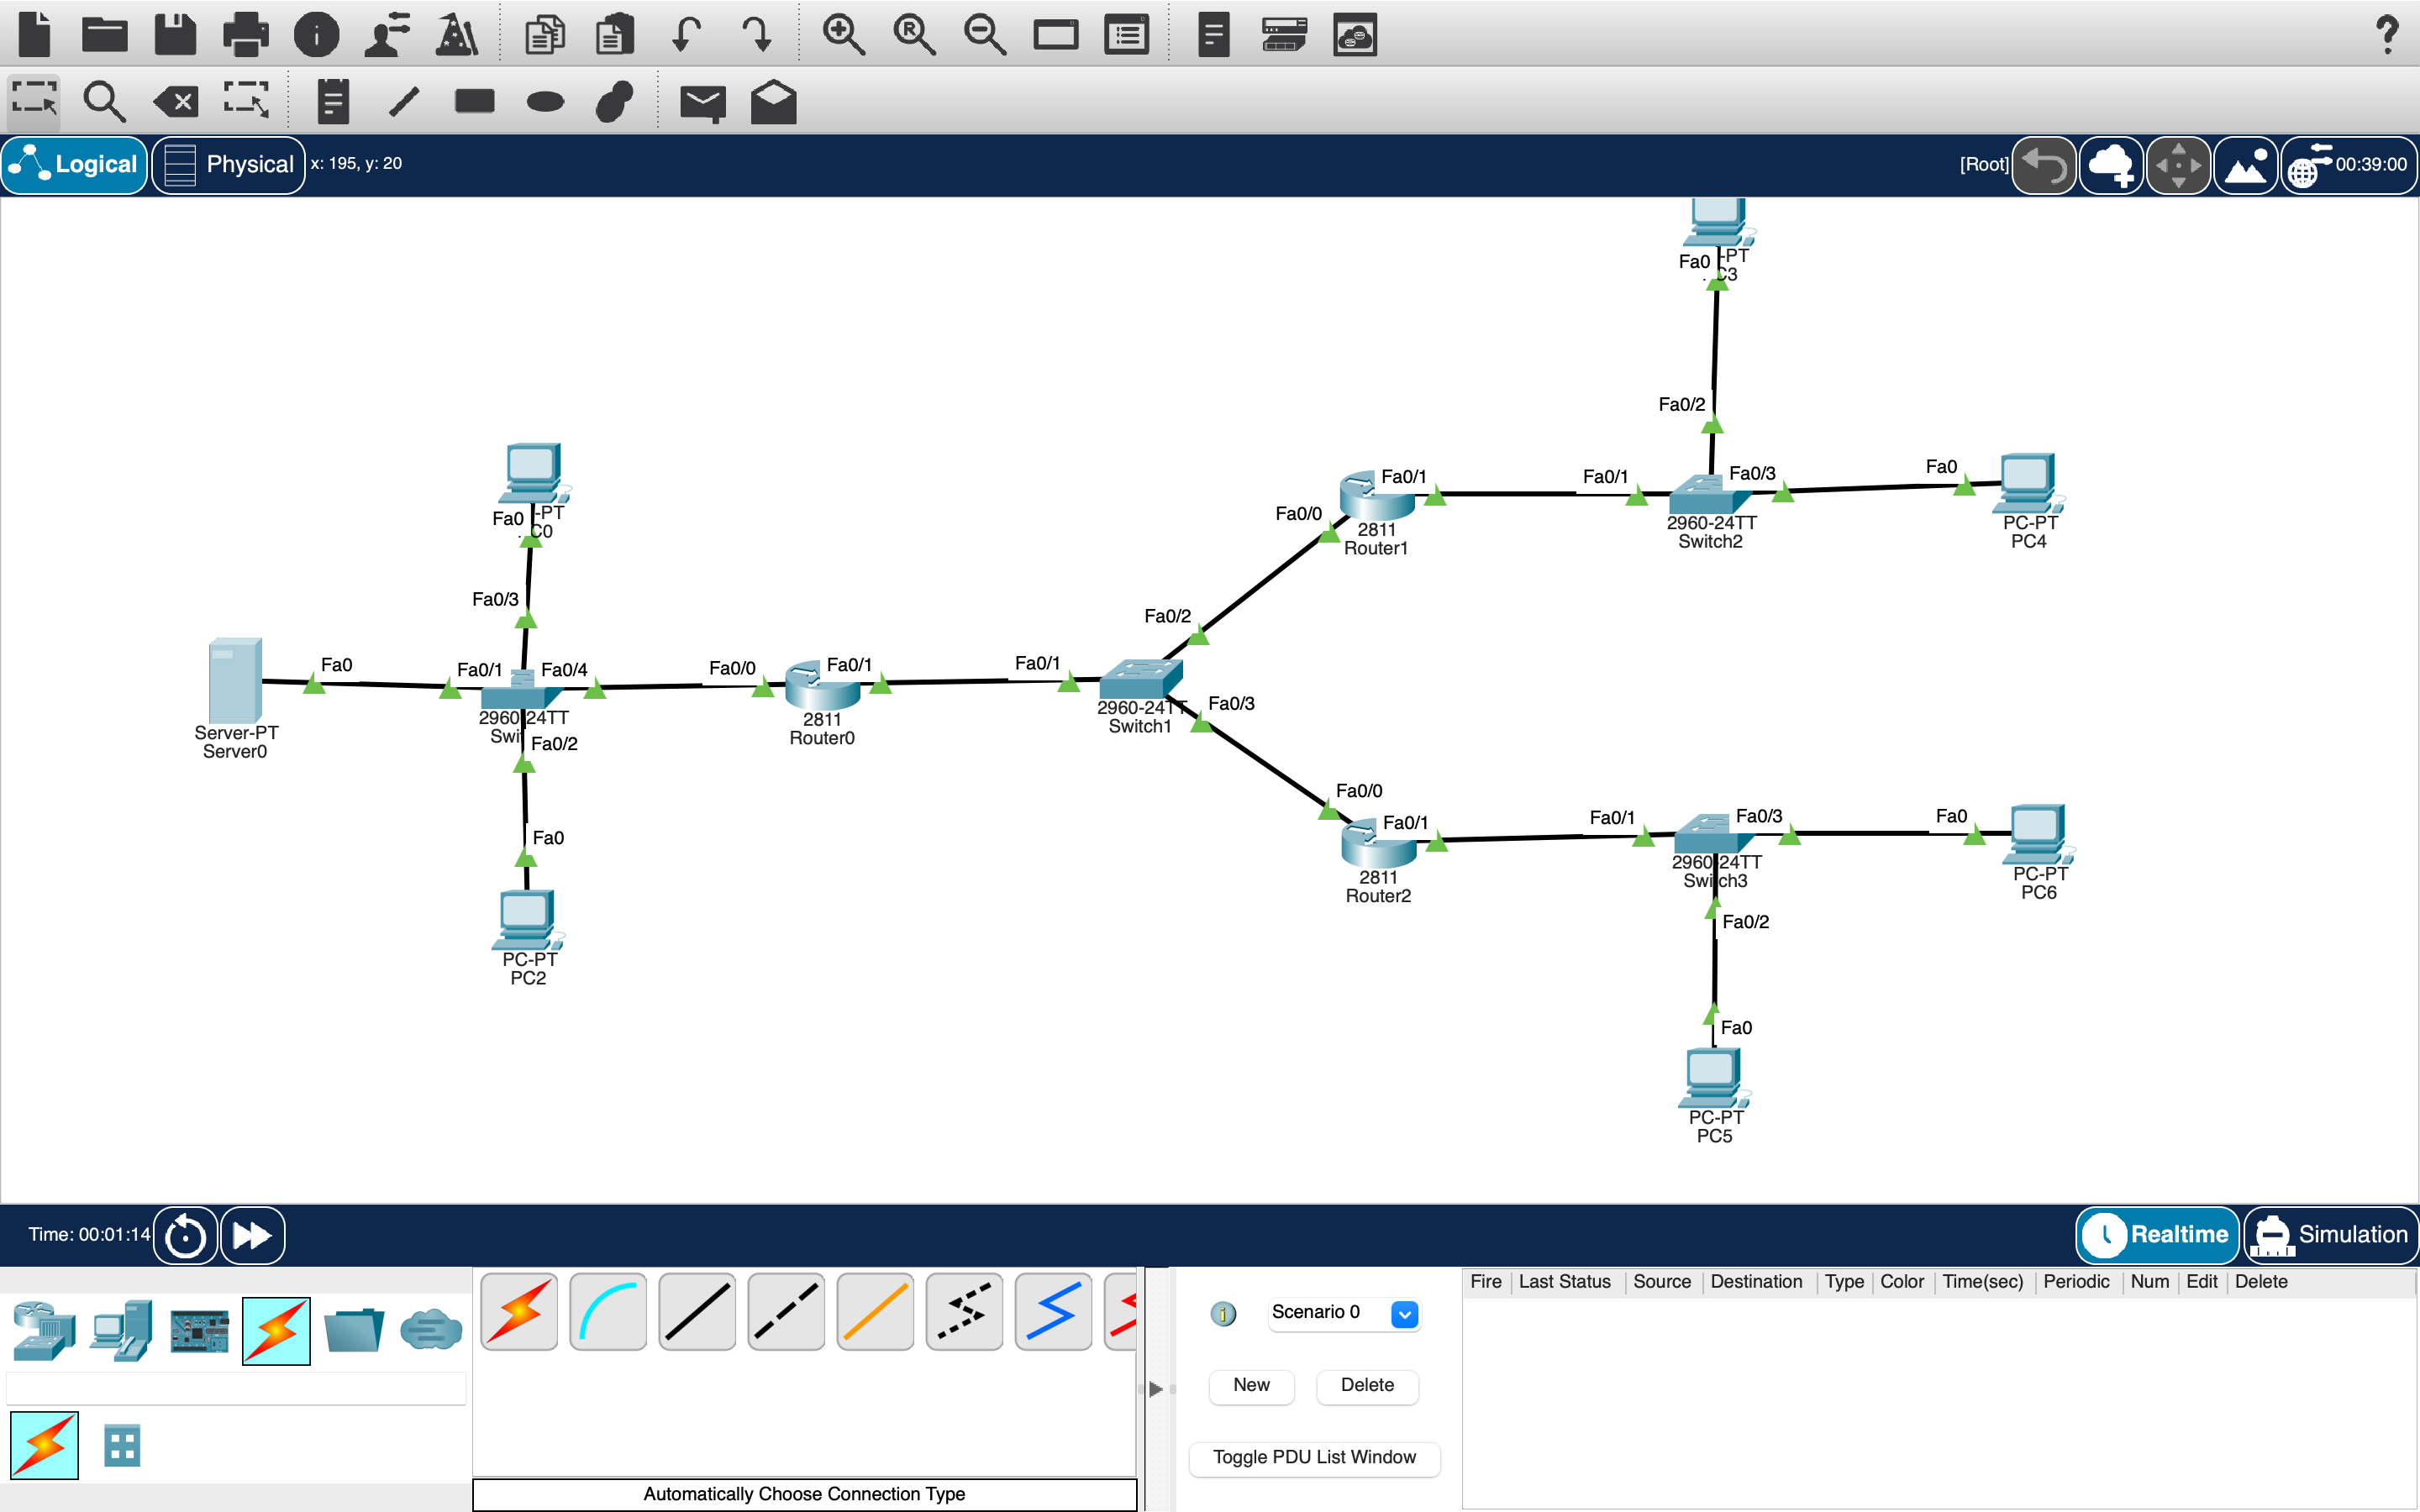 Logical
Physical
x: 195, y: 20
[Root]
00:39:00
Fa0
-PT
C3
Fa0/2
Fa0/1
Fa0/1
Fa0/3
Fa0
Fa0/0
2811
Router1
2960-24TT
Switch2
PC-PT
PC4
Fa0
-PT
C0
Fa0/3
Fa0/2
Fa0
Fa0/1
Fa0/4
Fa0/0
Fa0/1
Fa0/1
Server-PT
Server0
2960-24TT
Swi
Fa0/2
2811
Router0
2960-24TT
Switch1
Fa0/3
Fa0
PC-PT
PC2
Fa0/0
Fa0/1
Fa0/1
Fa0/3
Fa0
2811
Router2
2960-24TT
Switch3
PC-PT
PC6
Fa0/2
Fa0
PC-PT
PC5
Time: 00:01:14
Realtime
Simulation
Scenario 0
New
Delete
Toggle PDU List Window
Fire Last Status Source Destination Type Color Time(sec) Periodic Num Edit Delete
Automatically Choose Connection Type